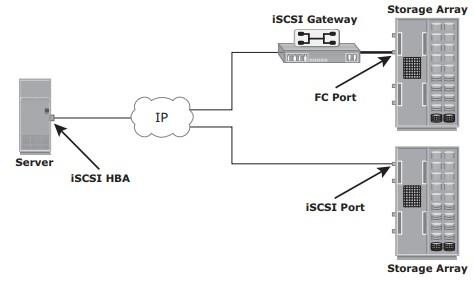 Storage Array
iSCSI Gateway
FC Port
IP
Server
iSCSI HBA
iSCSI Port
Storage Array